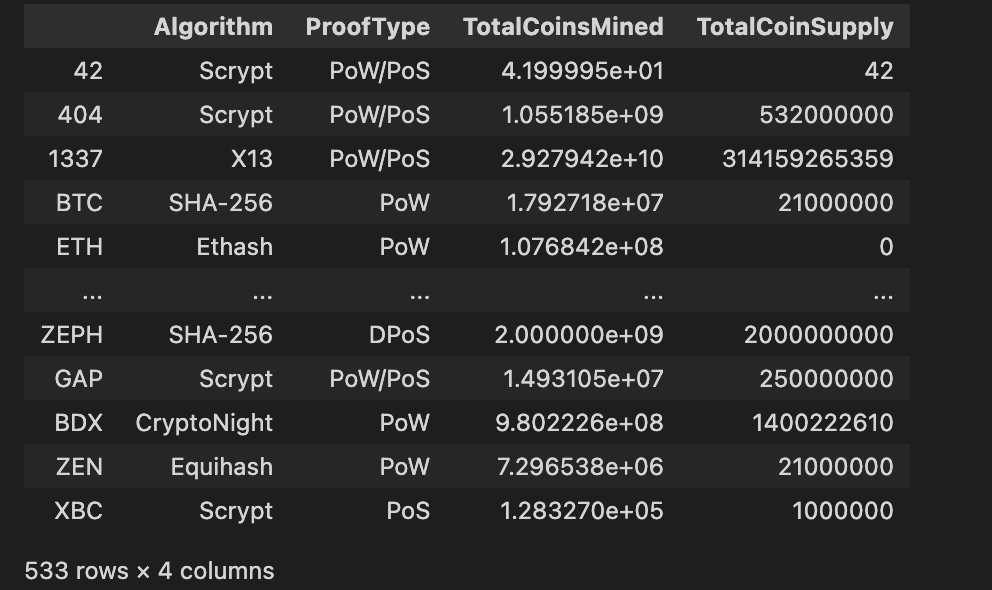 Algorithm ProofType TotalCoinsMined TotalCoinSupply
42 Scrypt PoW/PoS 4.199995e+01 42
404 Scrypt PoW/PoS 1.055185e+09 532000000
1337 X13 PoW/PoS 2.927942e+10 314159265359
BTC SHA-256 PoW 1.792718e+07 21000000
ETH Ethash PoW 1.076842e+08 0
... ... ... ... ...
ZEPH SHA-256 DPoS 2.000000e+09 2000000000
GAP Scrypt PoW/PoS 1.493105e+07 250000000
BDX CryptoNight PoW 9.802226e+08 1400222610
ZEN Equihash PoW 7.296538e+06 21000000
XBC Scrypt PoS 1.283270e+05 1000000
533 rows × 4 columns